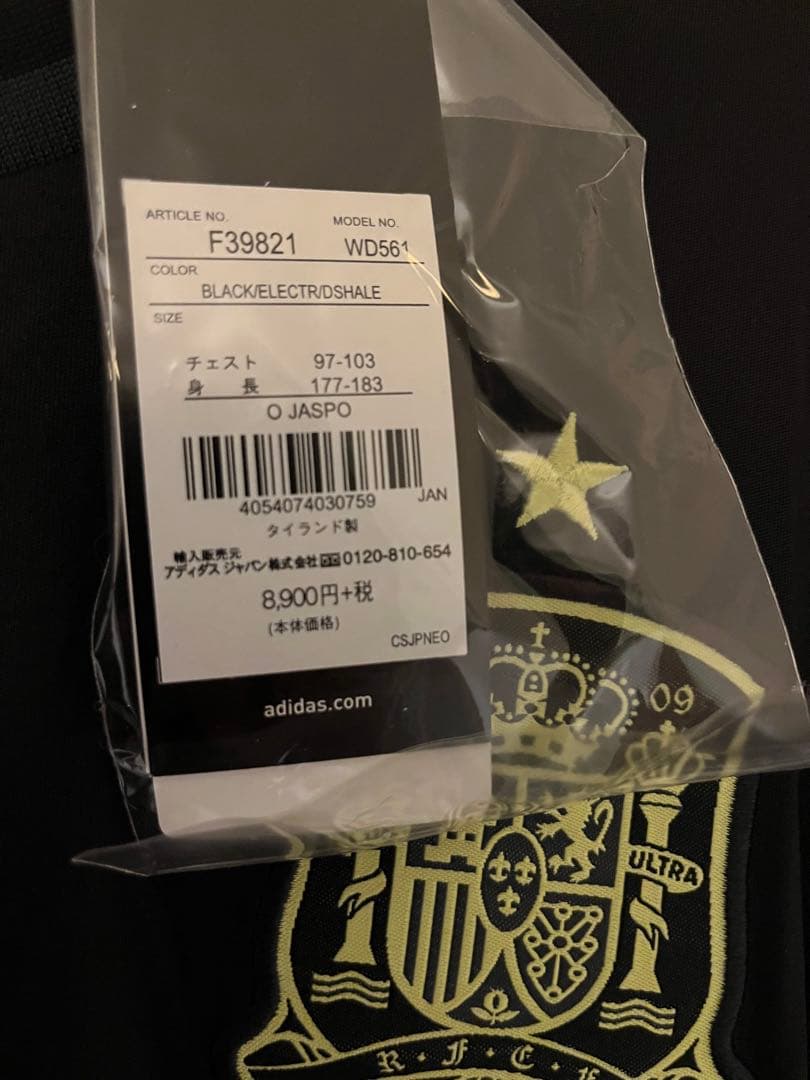 ARTICLE NO. MODEL NO.
F39821 WD561
COLOR
BLACK/ELECTR/DSHALE
SIZE
チェスト 97-103
身 長 177-183
O JASPO
4054074030759 JAN
タイランド製
輸入販売元
アディダス ジャパン株式会社 0120-810-654
8,900円+税
(本体価格)
CSJPNEO
adidas.com
09
ULTRA
R·F·C·F